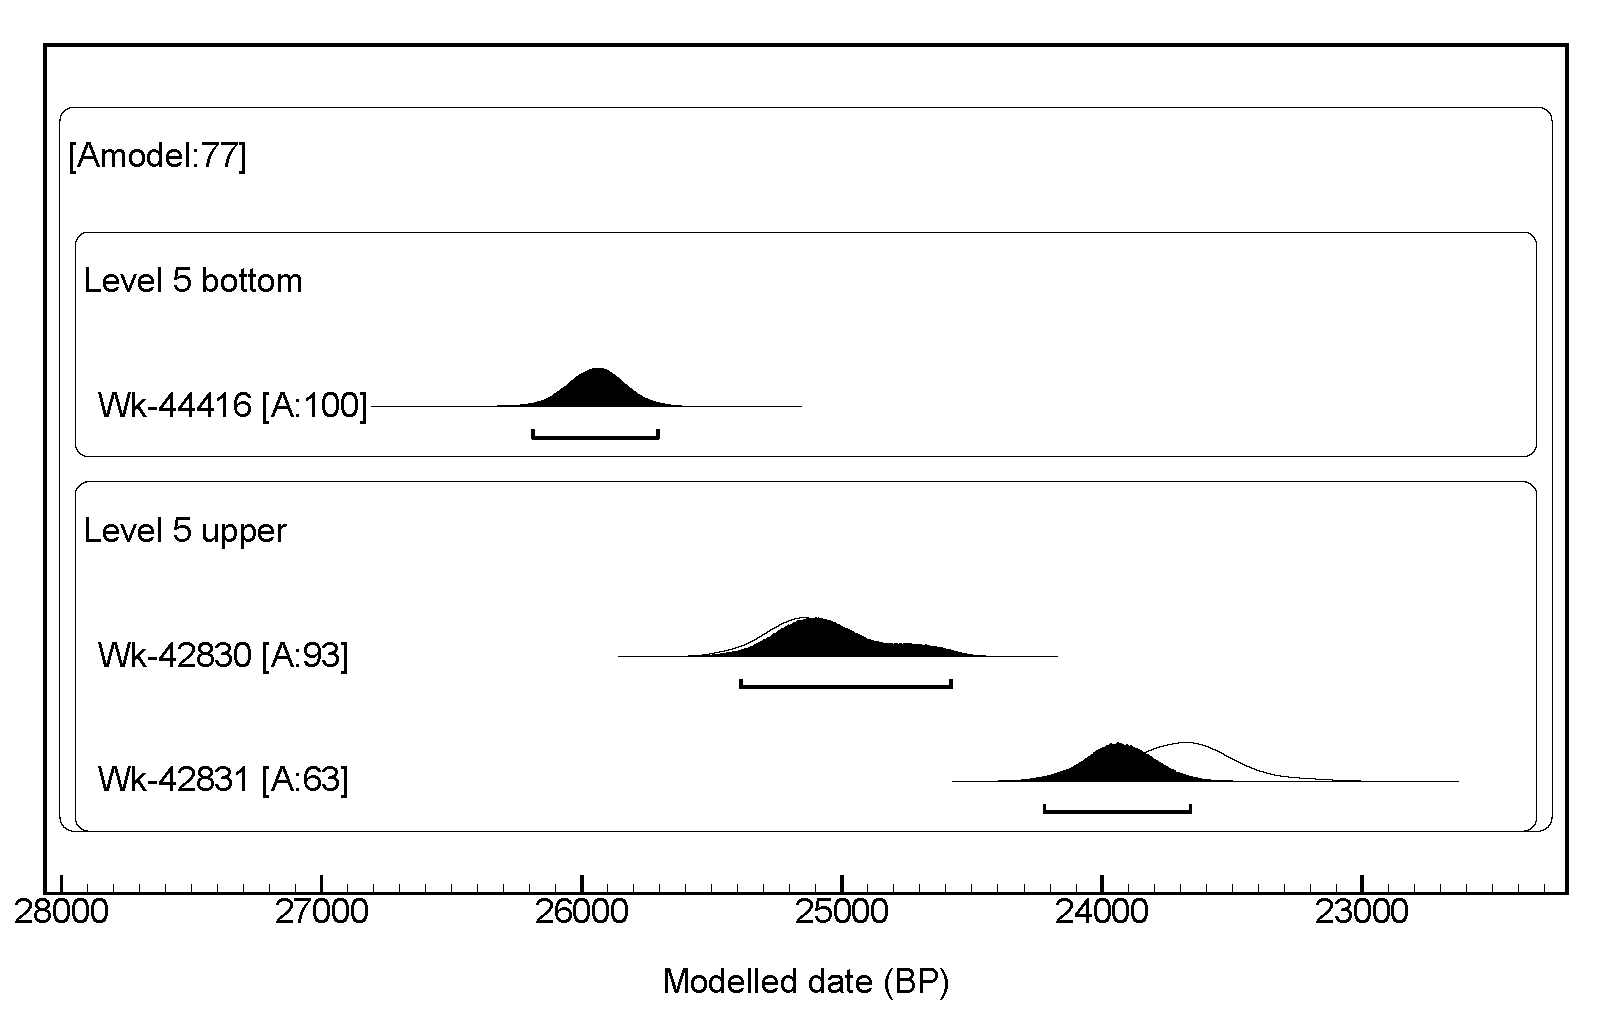 [Amodel:77]
Level 5 bottom
Wk-44416 [A:100]
Level 5 upper
Wk-42830 [A:93]
Wk-42831 [A:63]
28000 27000 26000 25000 24000 23000
Modelled date (BP)